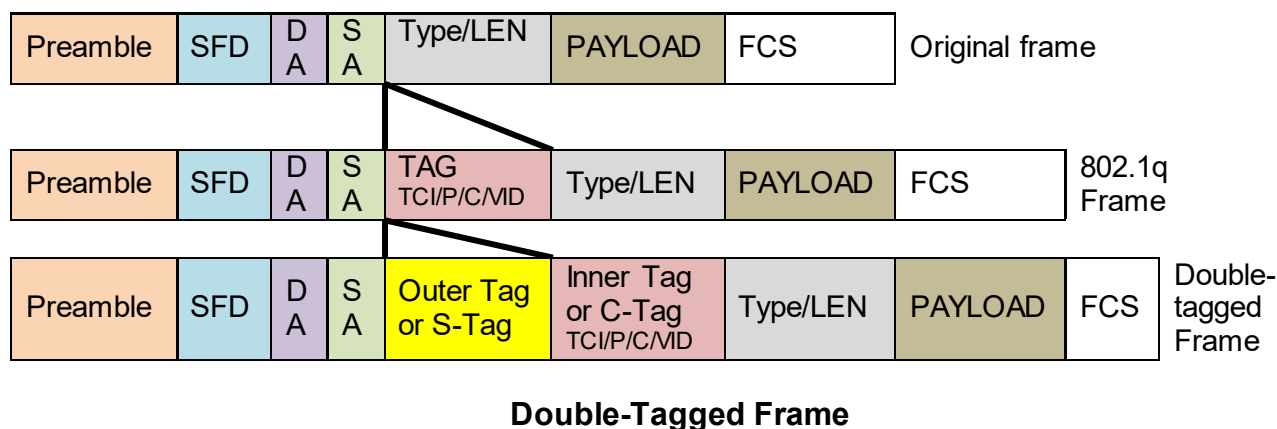 Preamble SFD D A S A Type/LEN PAYLOAD FCS Original frame
Preamble SFD D A S A TAG TCI/P/C/VID Type/LEN PAYLOAD FCS 802.1q Frame
Preamble SFD D A S A Outer Tag or S-Tag Inner Tag or C-Tag TCI/P/C/VID Type/LEN PAYLOAD FCS Double-tagged Frame
Double-Tagged Frame